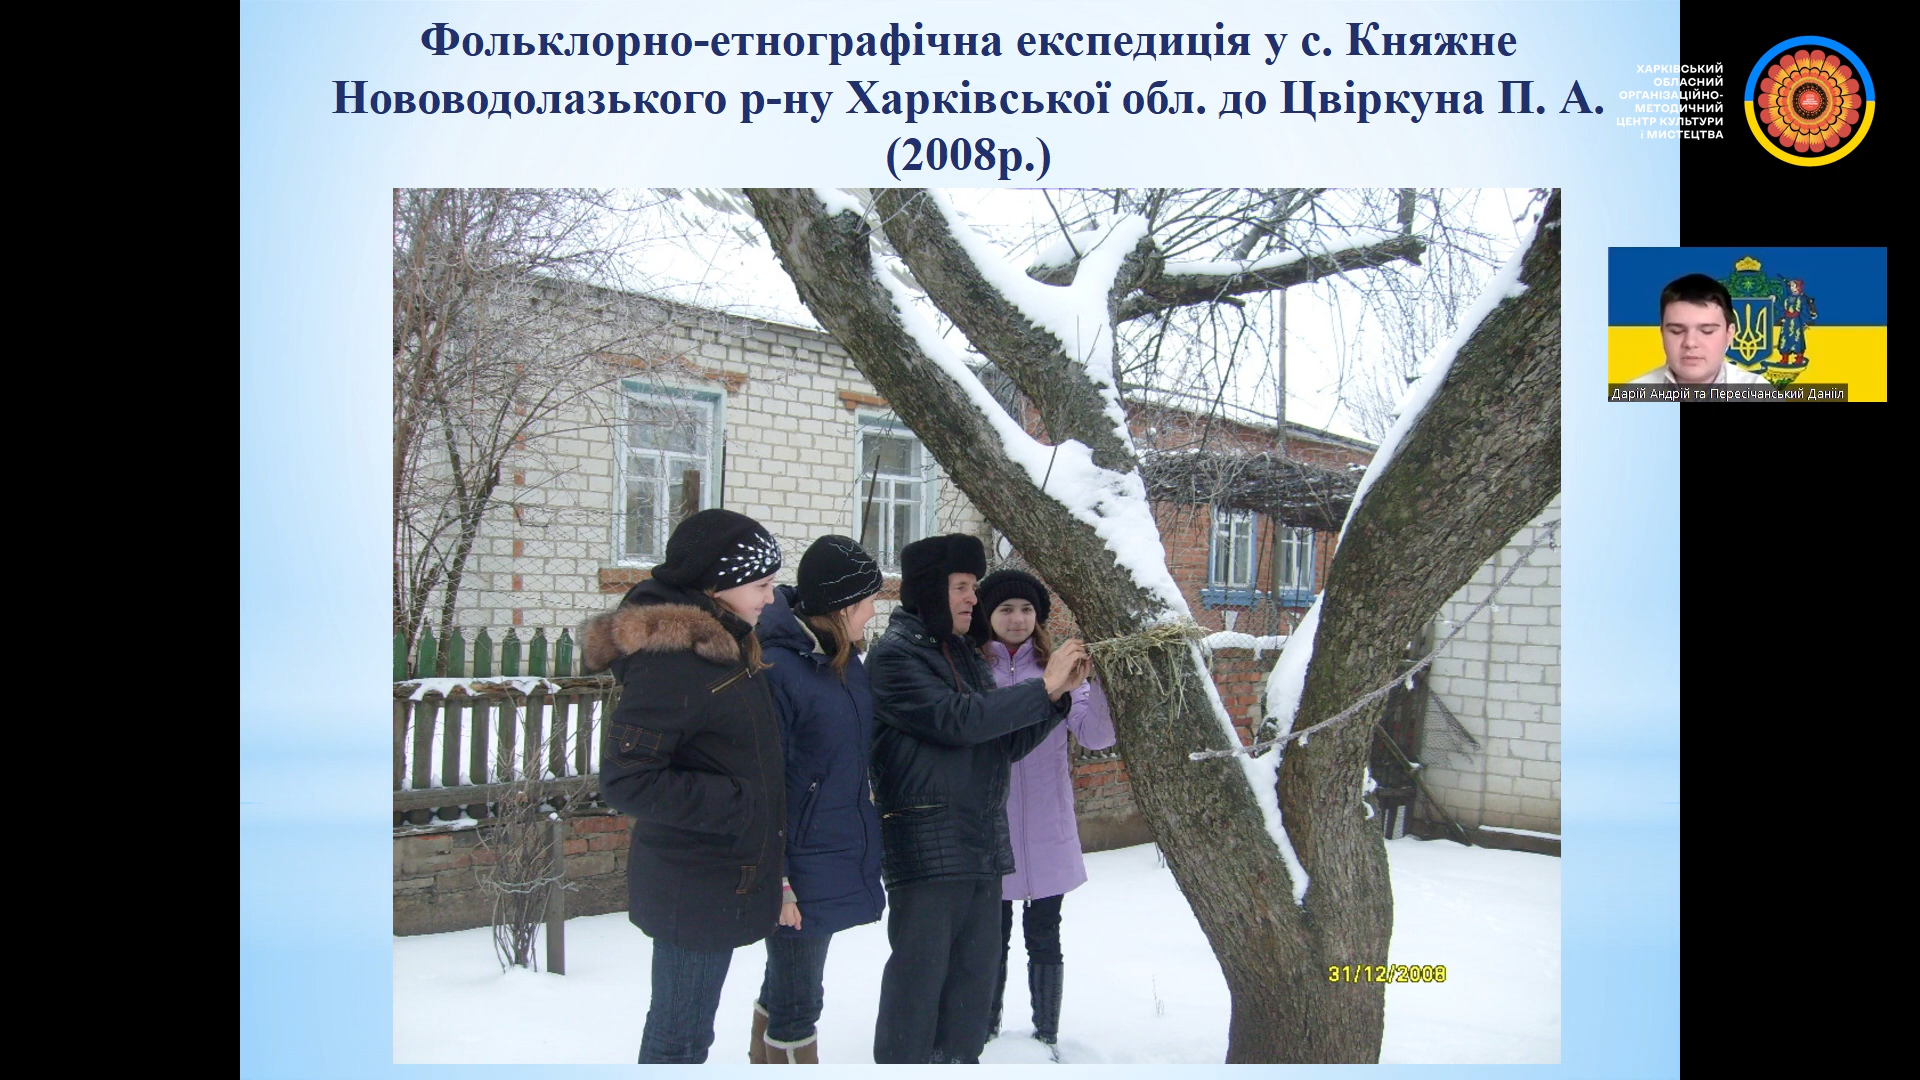 Фольклорно-етнографічна експедиція у с. Княжне
Нововодолазького р-ну Харківської обл. до Цвіркуна П. А.
(2008р.)
ХАРКІВСЬКИЙ
ОБЛАСНИЙ
ОРГАНІЗАЦІЙНО-
МЕТОДИЧНИЙ
ЦЕНТР КУЛЬТУРИ
І МИСТЕЦТВА
Дарій Андрій та Пересічанський Данііл
31/12/2008